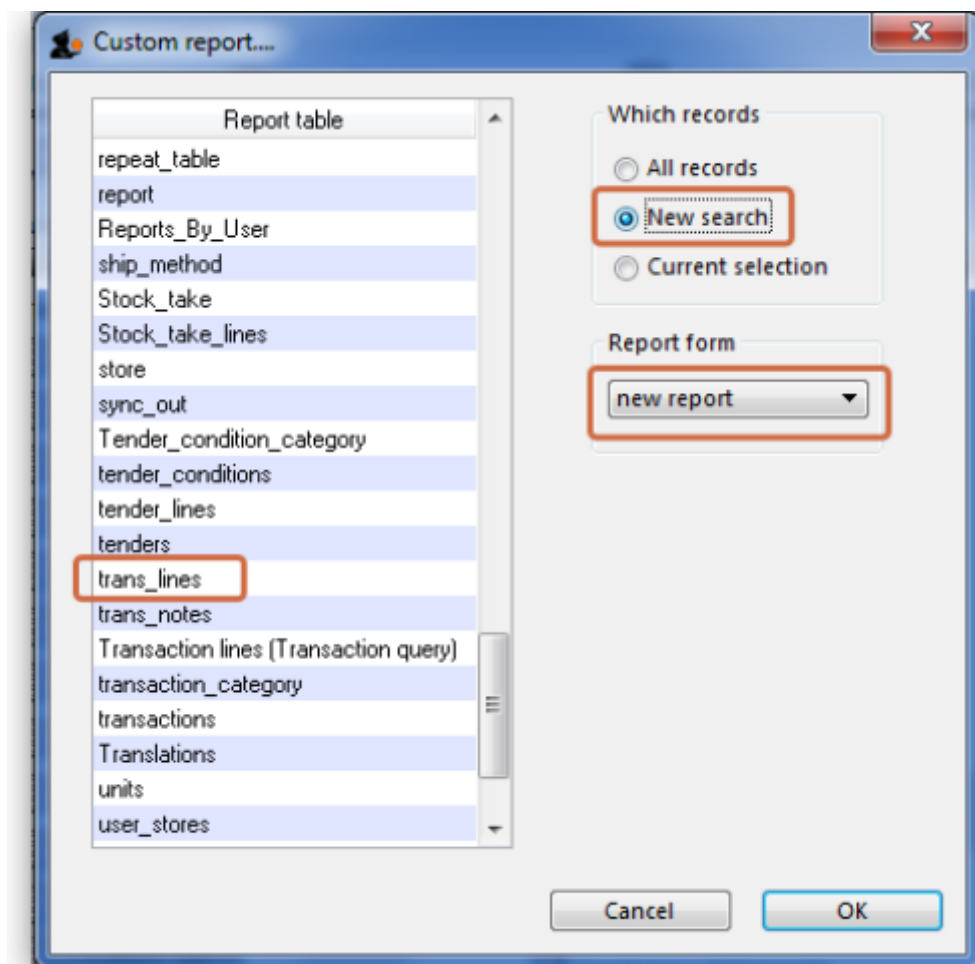 Custom report....
Report table
repeat_table
report
Reports_By_User
ship_method
Stock_take
Stock_take_lines
store
sync_out
Tender_condition_category
tender_conditions
tender_lines
tenders
trans_lines
trans_notes
Transaction lines (Transaction query)
transaction_category
transactions
Translations
units
user_stores
Which records
All records
New search
Current selection
Report form
new report
Cancel
OK